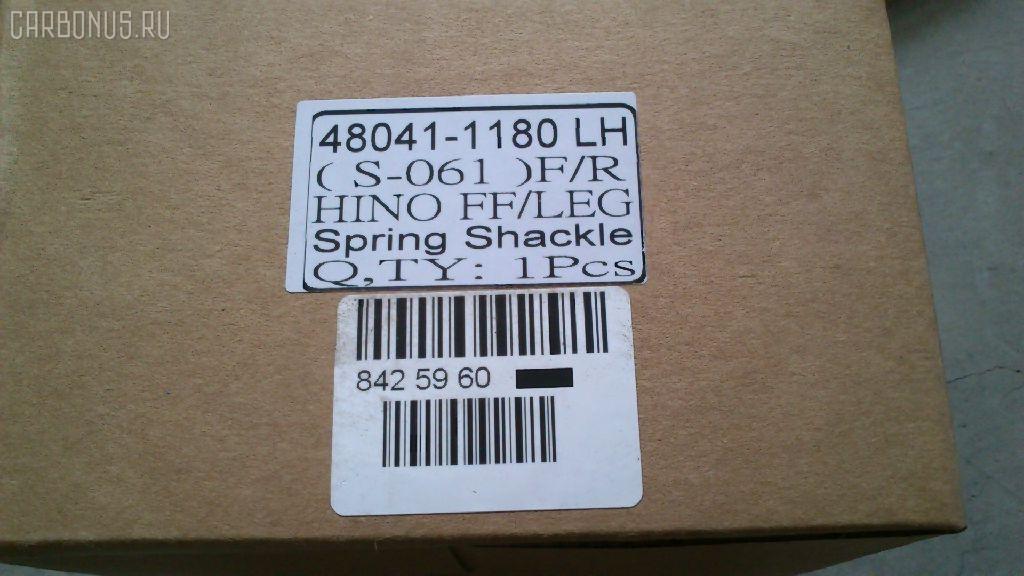 CARBONUS.RU
48041-1180 LH
( S-061 )F/R
HINO FF/LEG
Spring Shackle
Q,TY: 1Pcs
842 59 60